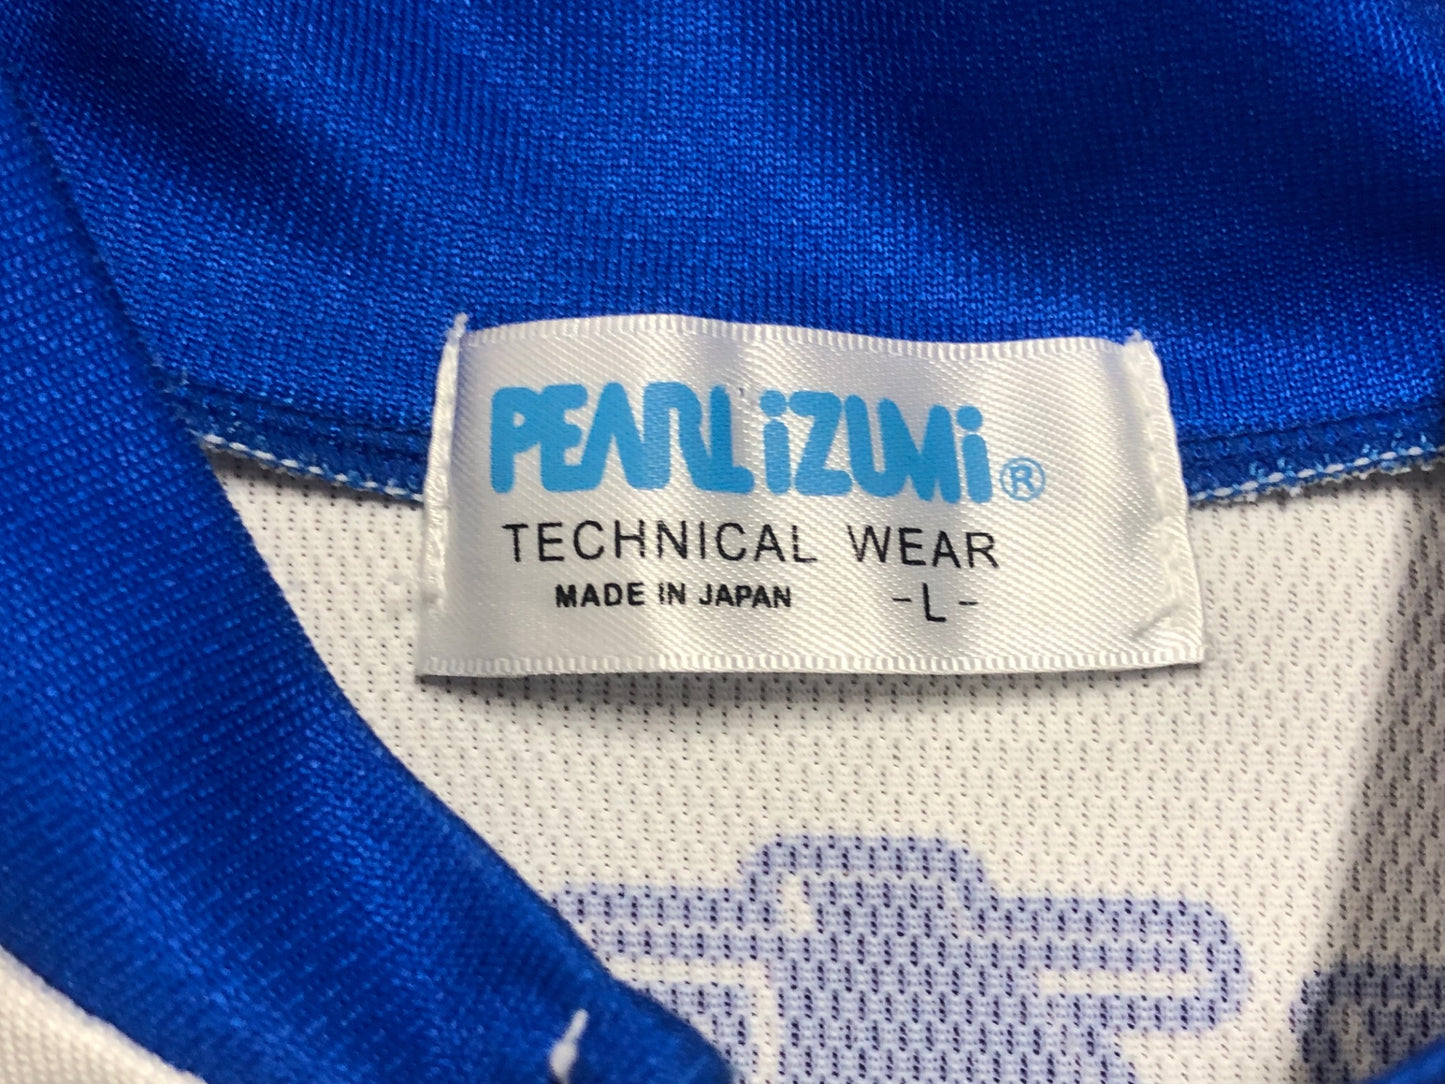 PEARL iZUMi®
TECHNICAL WEAR
MADE IN JAPAN -L-